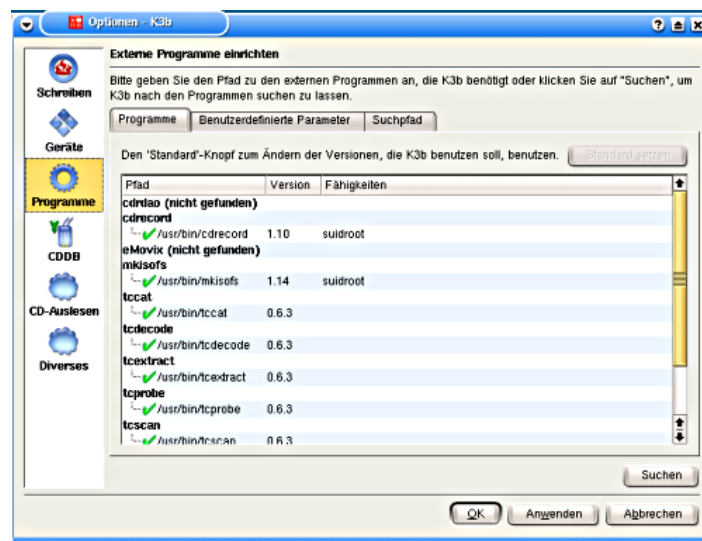 Optionen - K3b
Schreiben
Geräte
Programme
CDDB
CD-Auslesen
Diverses
Externe Programme einrichten
Bitte geben Sie den Pfad zu den externen Programmen an, die K3b benötigt oder klicken Sie auf "Suchen", um
K3b nach den Programmen suchen zu lassen.
Programme Benutzerdefinierte Parameter Suchpfad
Den 'Standard'-Knopf zum Ändern der Versionen, die K3b benutzen soll, benutzen. Standard setzen
Pfad Version Fähigkeiten
cdrdao (nicht gefunden)
cdrecord
/usr/bin/cdrecord 1.10 suidroot
eMovix (nicht gefunden)
mkisofs
/usr/bin/mkisofs 1.14 suidroot
tccat
/usr/bin/tccat 0.6.3
tcdecode
/usr/bin/tcdecode 0.6.3
tcextract
/usr/bin/tcextract 0.6.3
tcprobe
/usr/bin/tcprobe 0.6.3
tcscan
/usr/bin/tcscan 0.6.3
Suchen
OK Anwenden Abbrechen